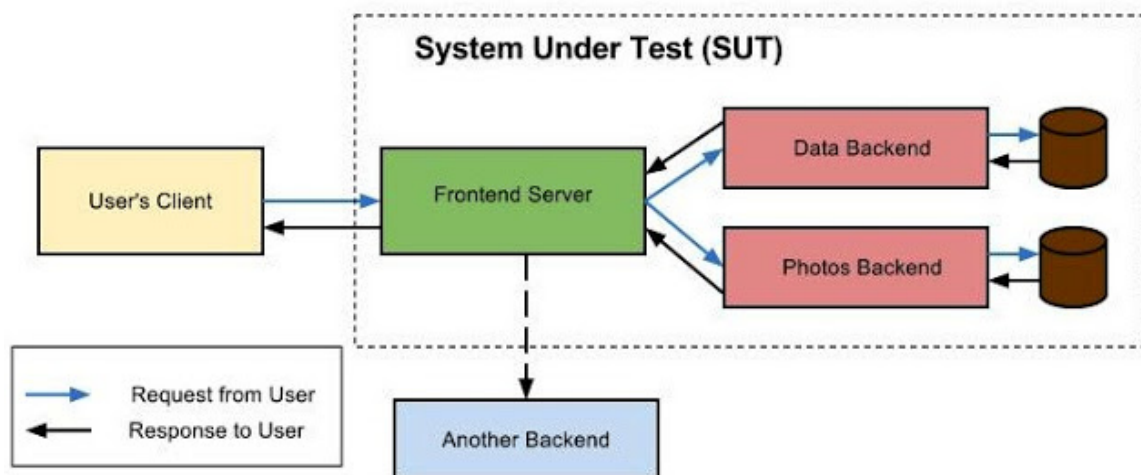 System Under Test (SUT)
Data Backend
User's Client
Frontend Server
Photos Backend
Request from User
Response to User
Another Backend